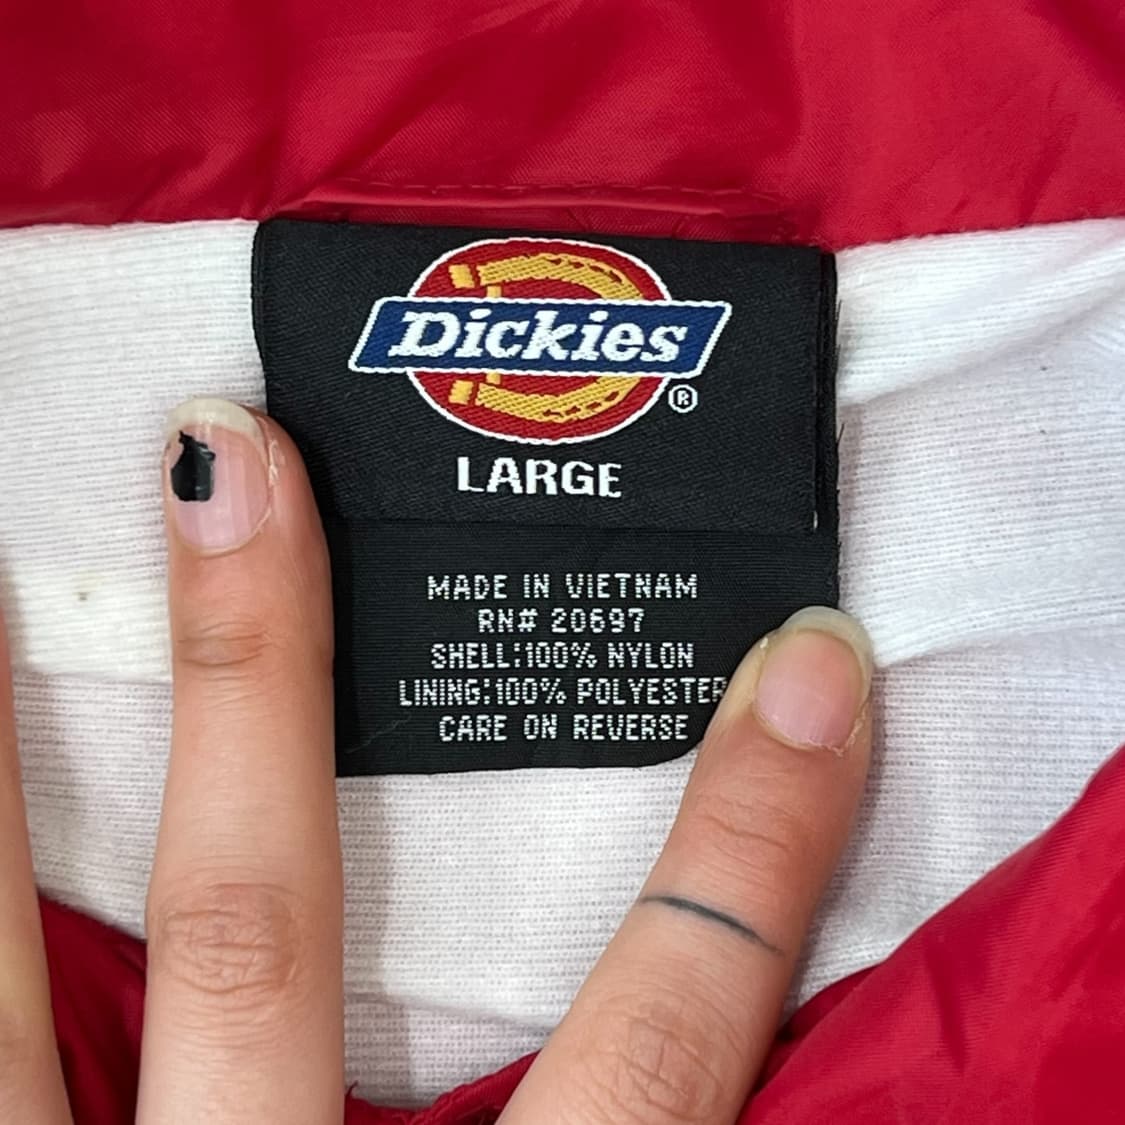 Dickies
®
LARGE
MADE IN VIETNAM
RN# 20697
SHELL:100% NYLON
LINING:100% POLYESTER
CARE ON REVERSE